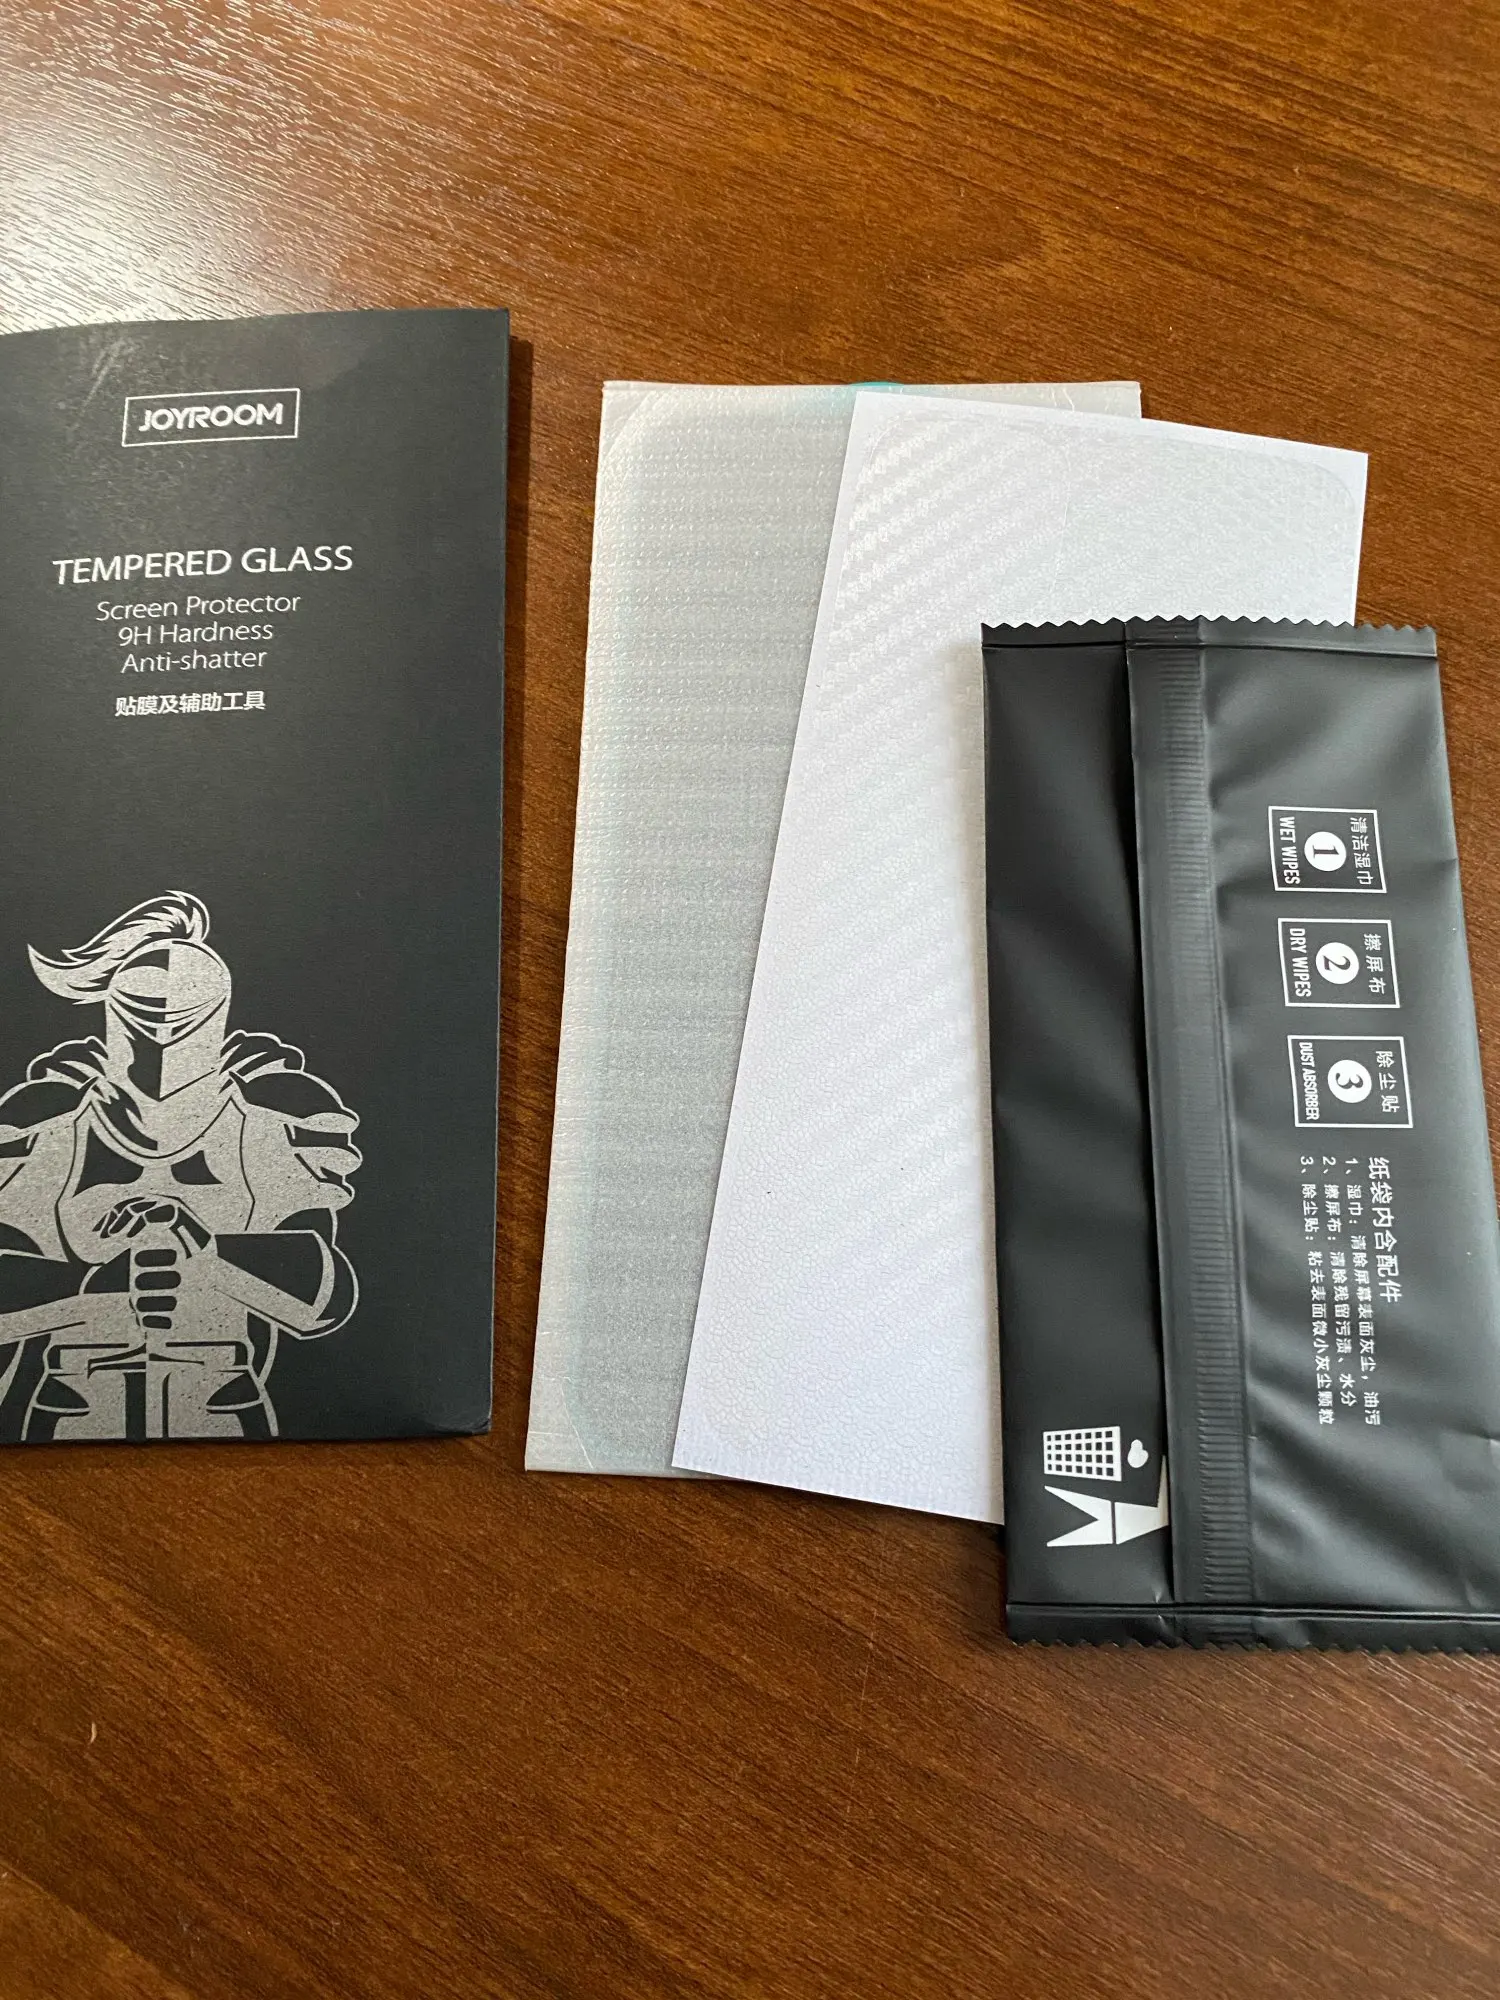 JOYROOM
TEMPERED GLASS
Screen Protector
9H Hardness
Anti-shatter
贴膜及辅助工具
清洁湿巾
1
WET WIPES
擦屏布
2
DRY WIPES
除尘贴
3
DUST ABSORBER
纸袋内含配件
1、湿巾：清除屏幕表面灰尘，油污
2、擦屏布：清除残留污渍、水分
3、除尘贴：粘去表面微小灰尘颗粒